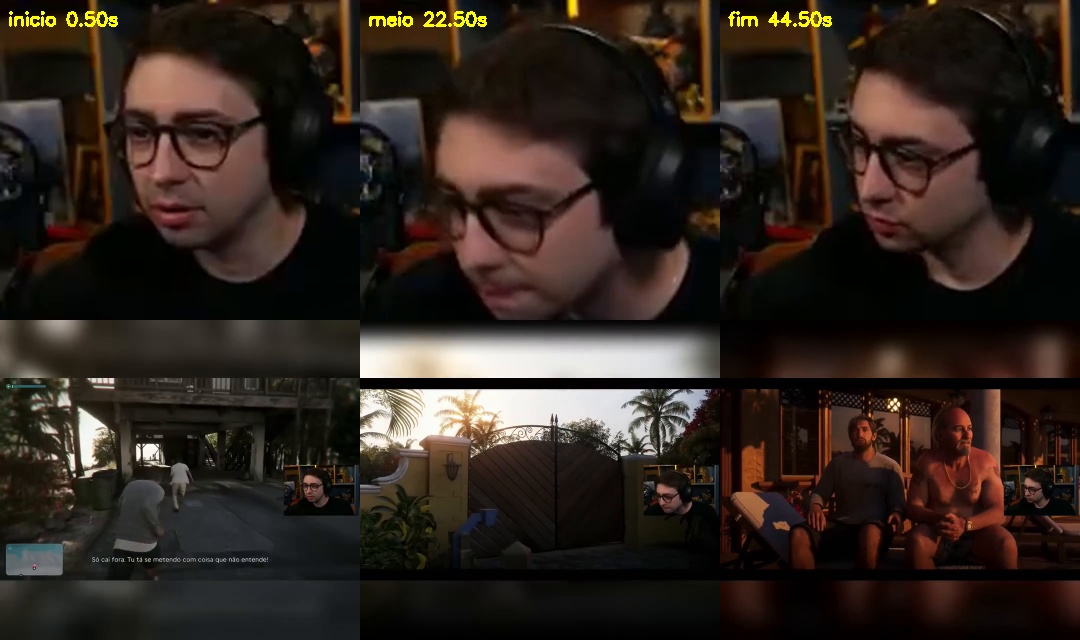 inicio 0.50s
meio 22.50s
fim 44.50s
Só cai fora. Tu tá se metendo com coisa que não entende!